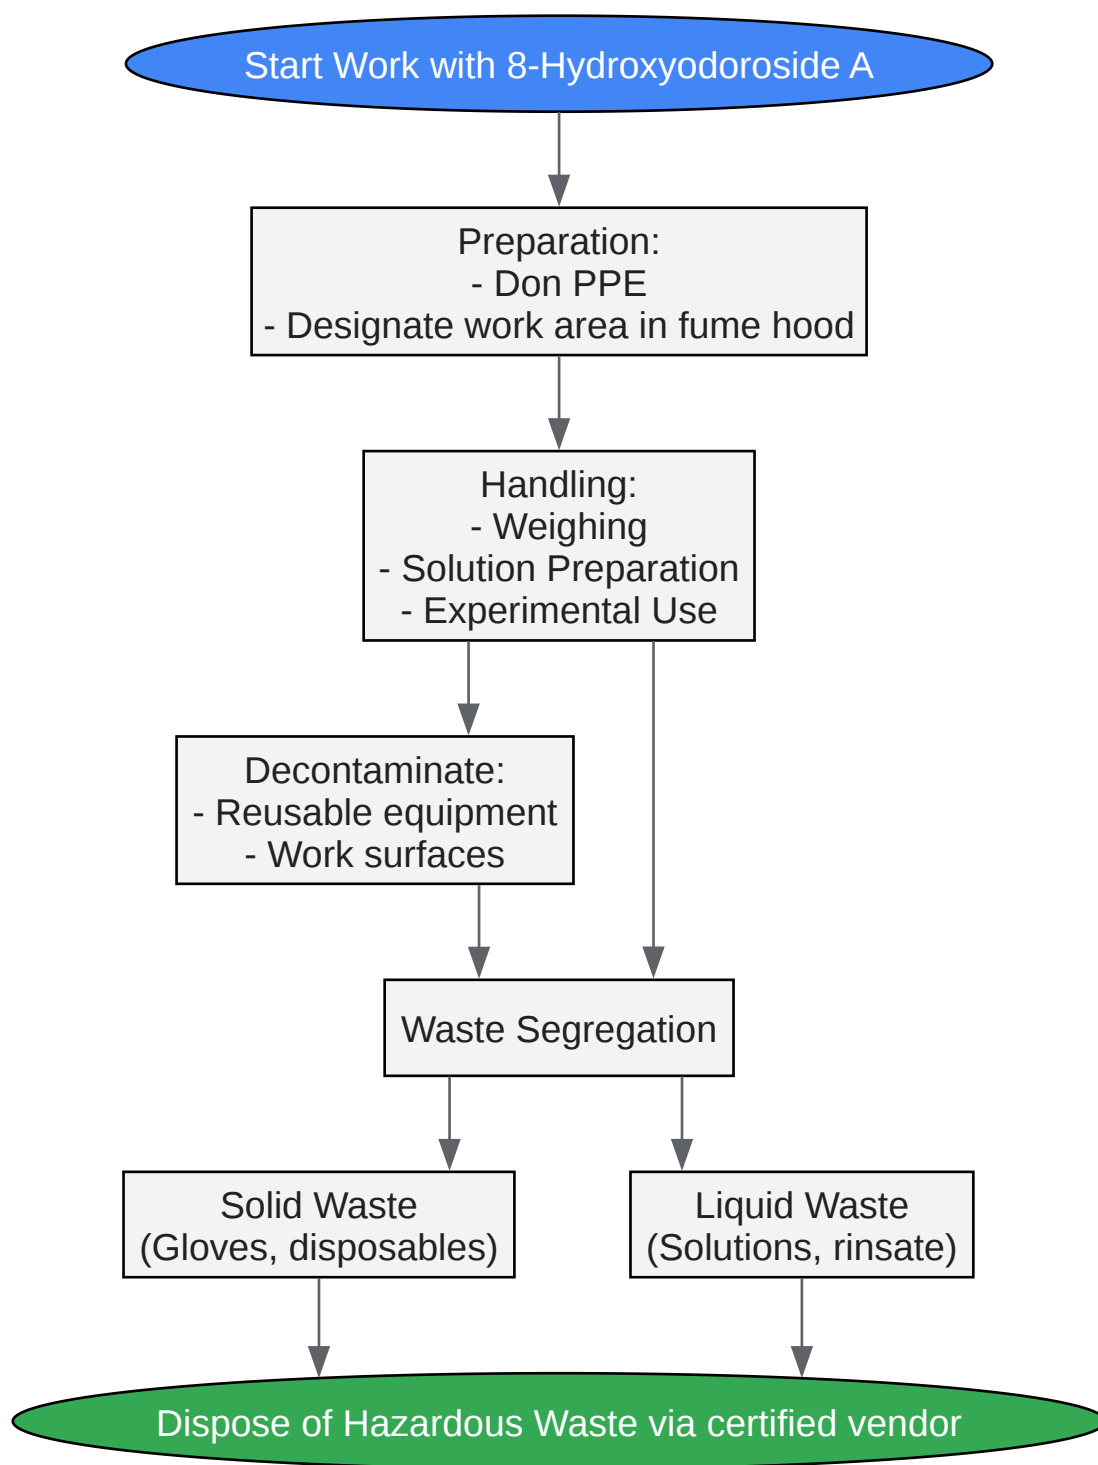 Start Work with 8-Hydroxyodoroside A
Preparation:
- Don PPE
- Designate work area in fume hood
Handling:
- Weighing
- Solution Preparation
- Experimental Use
Decontaminate:
- Reusable equipment
- Work surfaces
Waste Segregation
Solid Waste
(Gloves, disposables)
Liquid Waste
(Solutions, rinsate)
Dispose of Hazardous Waste via certified vendor